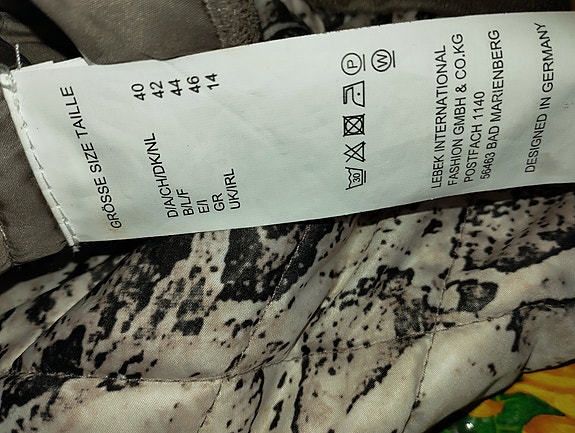 GRÖSSE SIZE TAILLE
D/A/CH/DK/NL 40
B/L/F 42
E/I 44
GR 46
UK/IRL 14
30
P
W
LEBEK INTERNATIONAL
FASHION GMBH & CO.KG
POSTFACH 1140
56463 BAD MARIENBERG
DESIGNED IN GERMANY